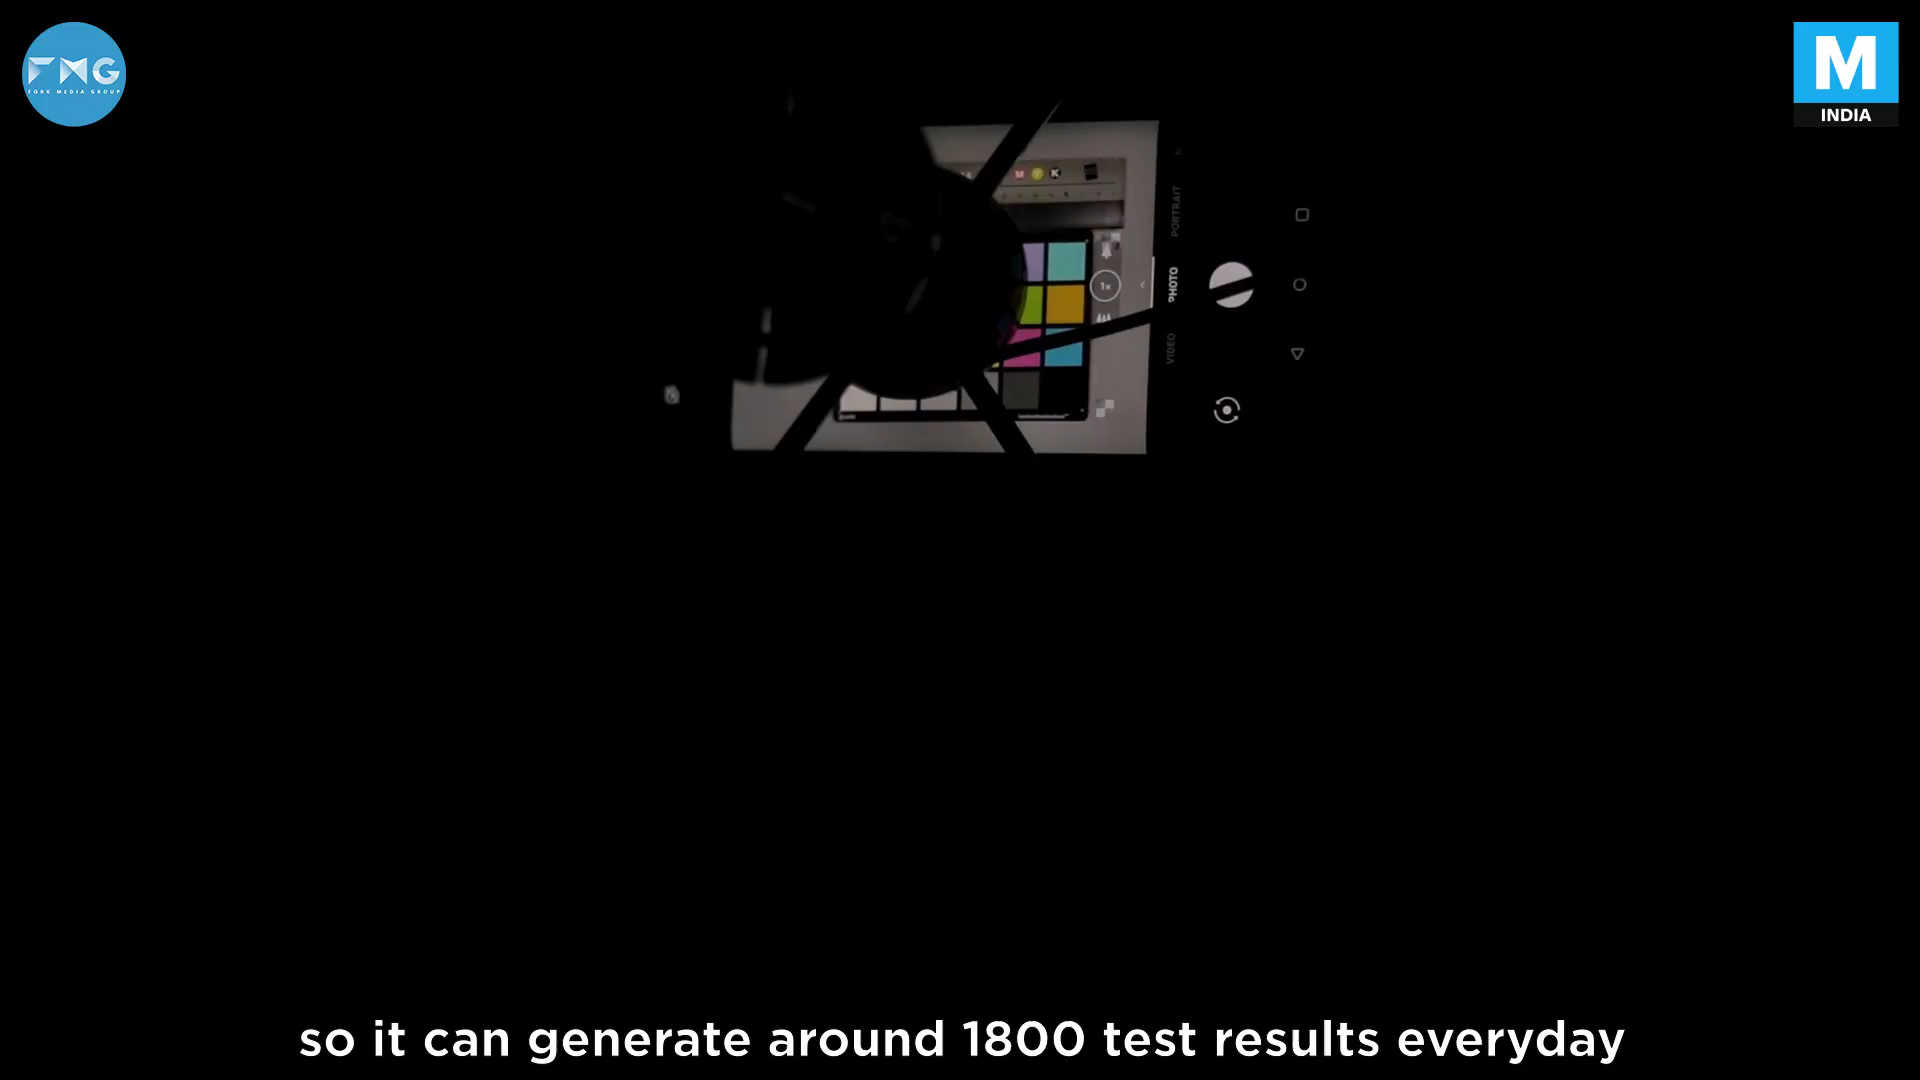 FMG
FORK MEDIA GROUP
M
INDIA
M
Y
K
PORTRAIT
1x
PHOTO
VIDEO
so it can generate around 1800 test results everyday